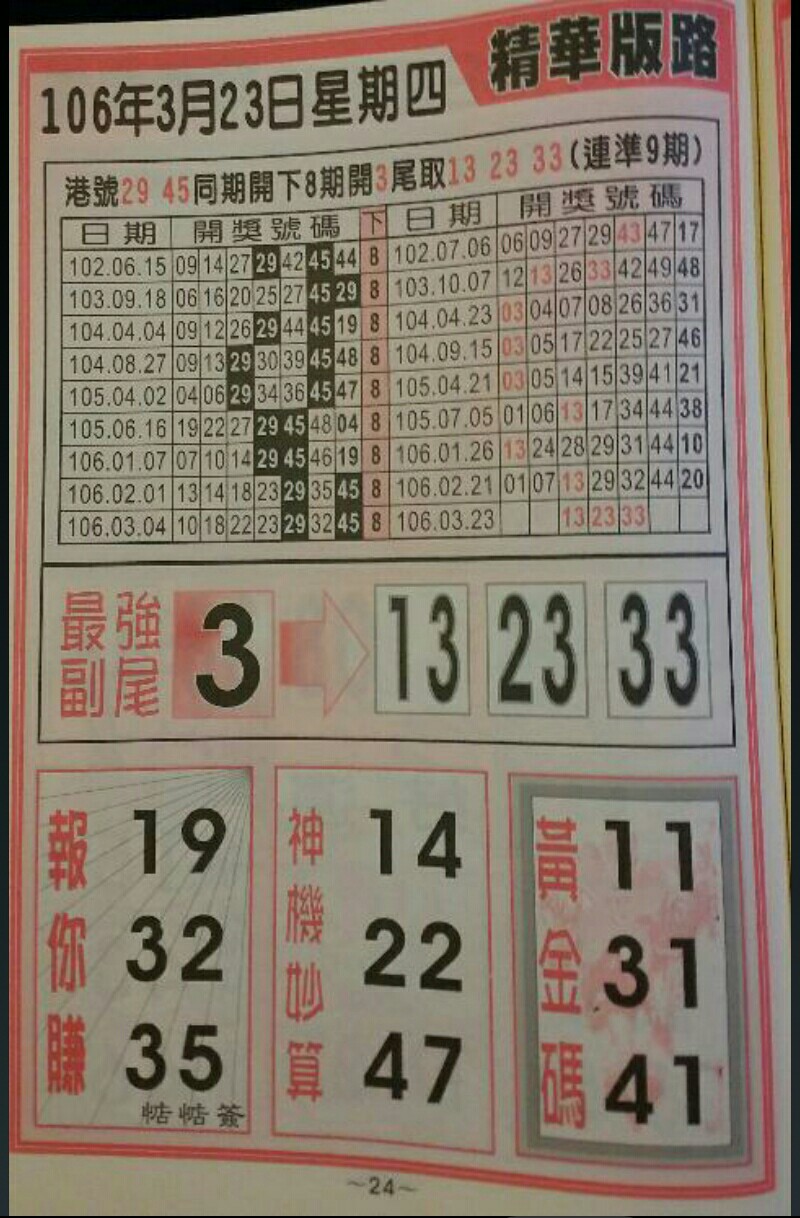 精華版路
106年3月23日星期四
港號29 45同期開下8期開3尾取13 23 33(連準9期)
日期 開獎號碼 下 日期 開獎號碼
102.06.15 09 14 27 29 42 45 44 8 102.07.06 06 09 27 29 43 47 17
103.09.18 06 16 20 25 27 45 29 8 103.10.07 12 13 26 33 42 49 48
104.04.04 09 12 26 29 44 45 19 8 104.04.23 03 04 07 08 26 36 31
104.08.27 09 13 29 30 39 45 48 8 104.09.15 03 05 17 22 25 27 46
105.04.02 04 06 29 34 36 45 47 8 105.04.21 03 05 14 15 39 41 21
105.06.16 19 22 27 29 45 48 04 8 105.07.05 01 06 13 17 34 44 38
106.01.07 07 10 14 29 45 46 19 8 106.01.26 13 24 28 29 31 44 10
106.02.01 13 14 18 23 29 35 45 8 106.02.21 01 07 13 29 32 44 20
106.03.04 10 18 22 23 29 32 45 8 106.03.23 13 23 33
最強
副尾
3
13 23 33
報你賺
19
32
35
惦惦簽
神機妙算
14
22
47
黃金碼
11
31
41
~24~